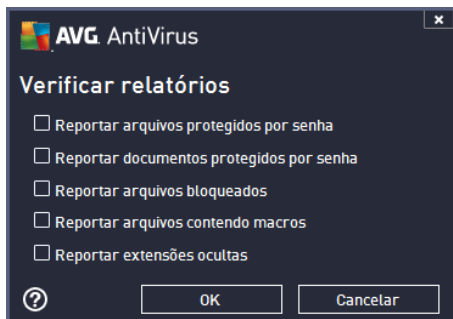 AVG. AntiVirus
Verificar relatórios
Reportar arquivos protegidos por senha
Reportar documentos protegidos por senha
Reportar arquivos bloqueados
Reportar arquivos contendo macros
Reportar extensões ocultas
? OK Cancelar